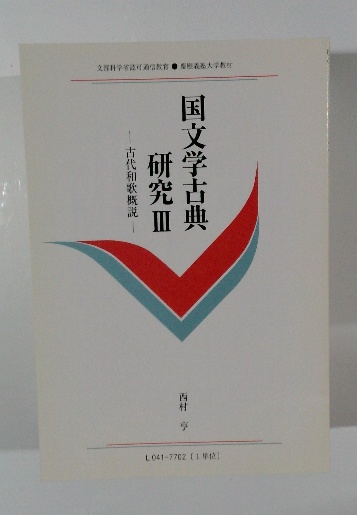 文部科学省認可通信教育 ● 慶應義塾大学教材
国文学古典
研究Ⅲ
—古代和歌概説—
西村 亨
L 041-7702 〔1単位〕